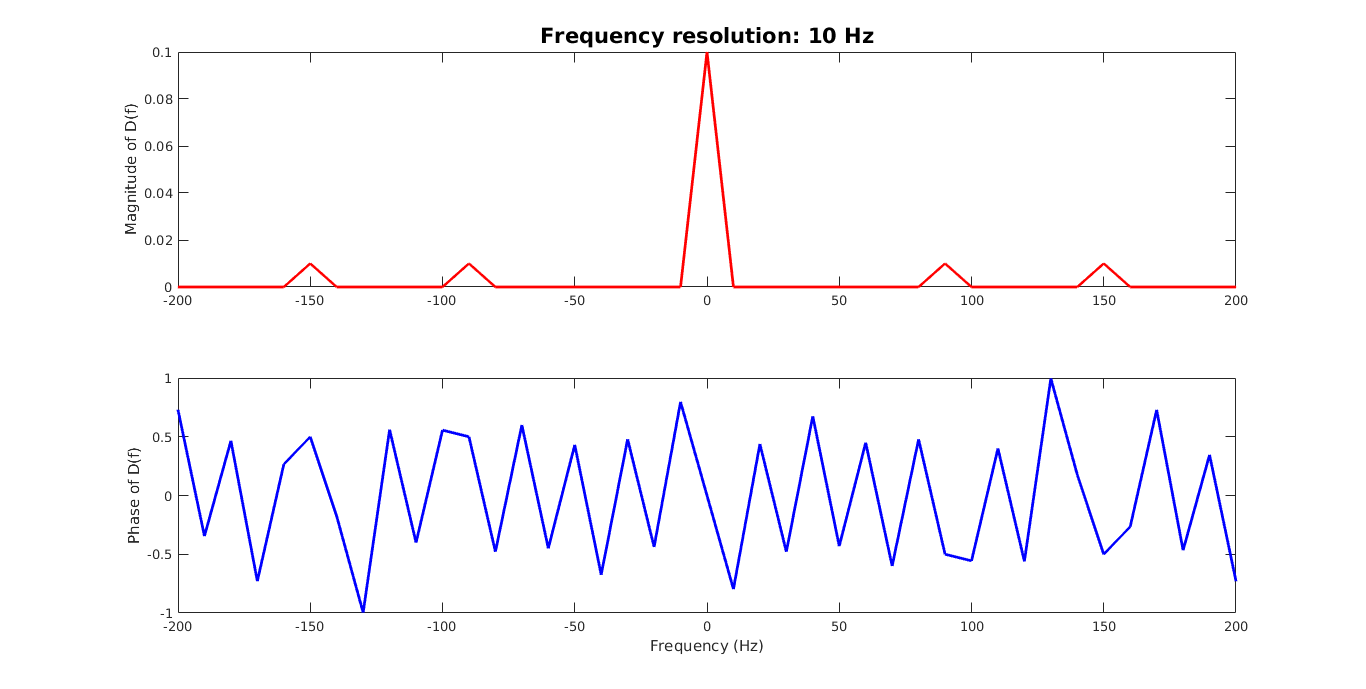 Frequency resolution: 10 Hz
Magnitude of D(f)
0.1
0.08
0.06
0.04
0.02
0
-200 -150 -100 -50 0 50 100 150 200
Phase of D(f)
1
0.5
0
-0.5
-1
-200 -150 -100 -50 0 50 100 150 200
Frequency (Hz)